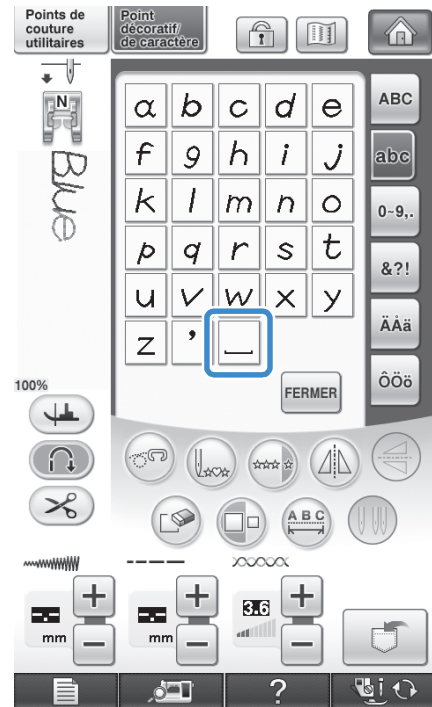 Points de
couture
utilitaires
Point
décoratif/
de caractère
N
Blue
100%
a b c d e
f g h i j
k l m n o
p q r s t
u v w x y
z ' ⎵
FERMER
ABC
abc
0~9,.
&?!
ÄÅä
ÔÖö
A B C
mm
mm
3.6
+
−
+
−
+
−
?